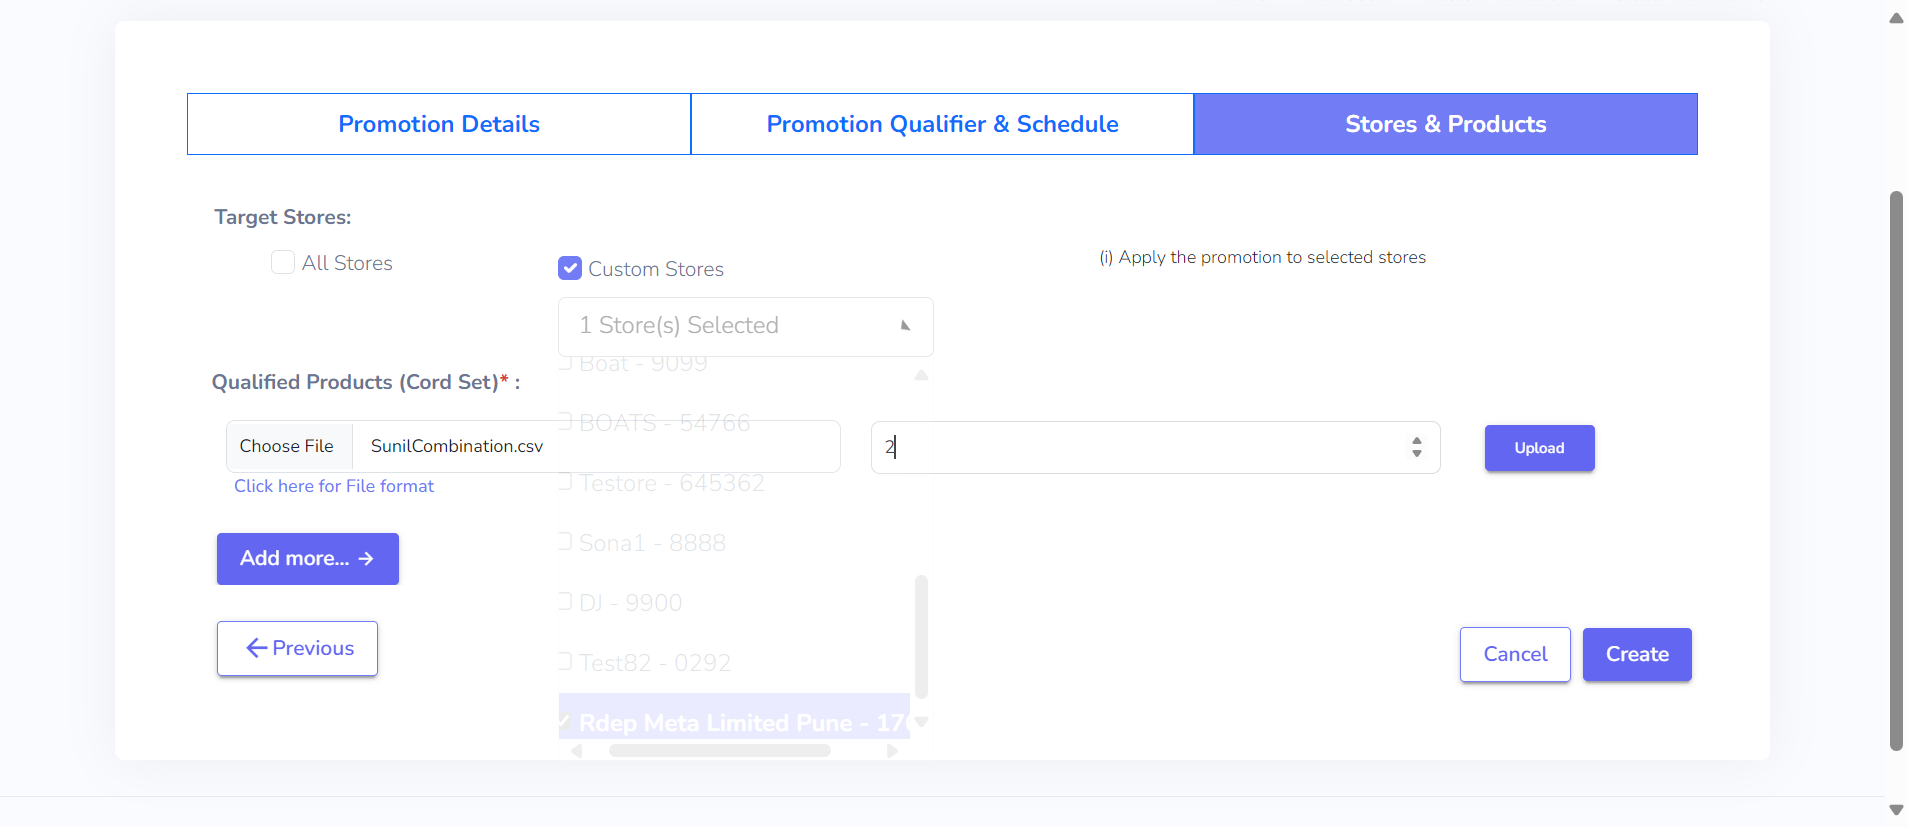 Promotion Details
Promotion Qualifier & Schedule
Stores & Products
Target Stores:
All Stores
Custom Stores
(i) Apply the promotion to selected stores
1 Store(s) Selected
Boat - 9099
Qualified Products (Cord Set)* :
BOATS - 54766
Choose File
SunilCombination.csv
2
Upload
Click here for File format
Testore - 645362
Sona1 - 8888
Add more... →
DJ - 9900
← Previous
Test82 - 0292
Cancel
Create
Rdep Meta Limited Pune -